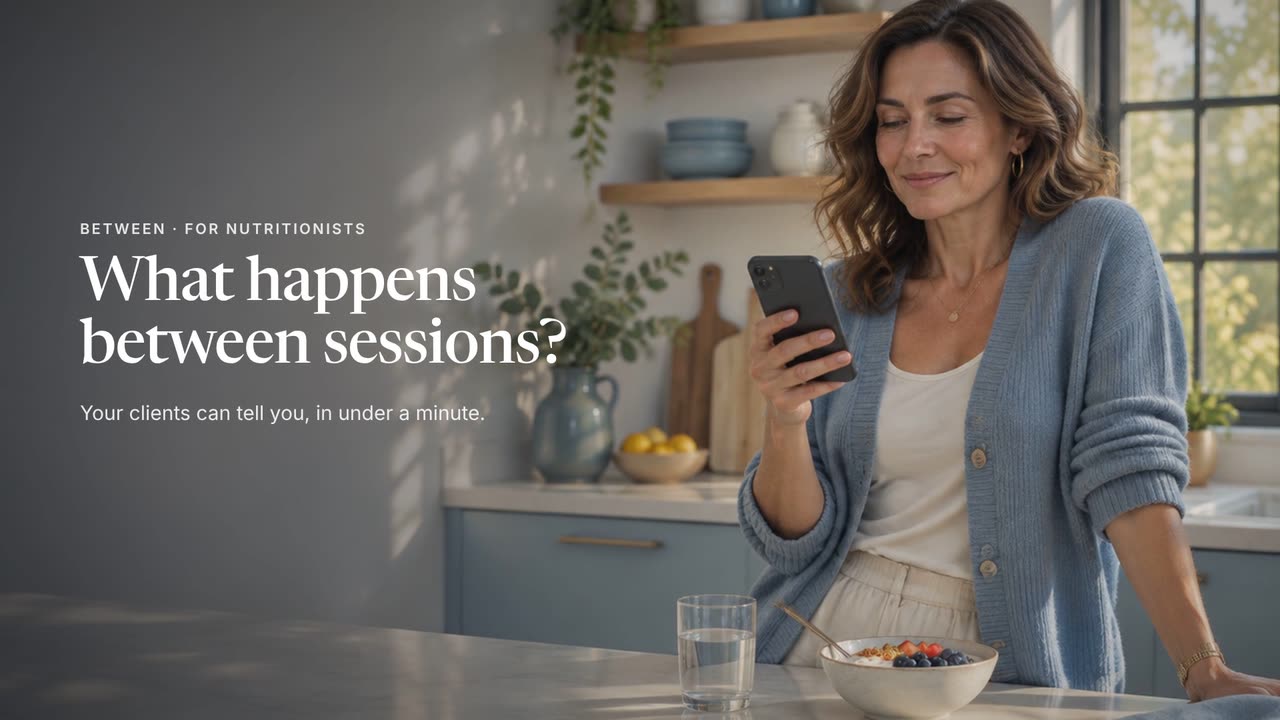 BETWEEN · FOR NUTRITIONISTS
What happens
between sessions?
Your clients can tell you, in under a minute.